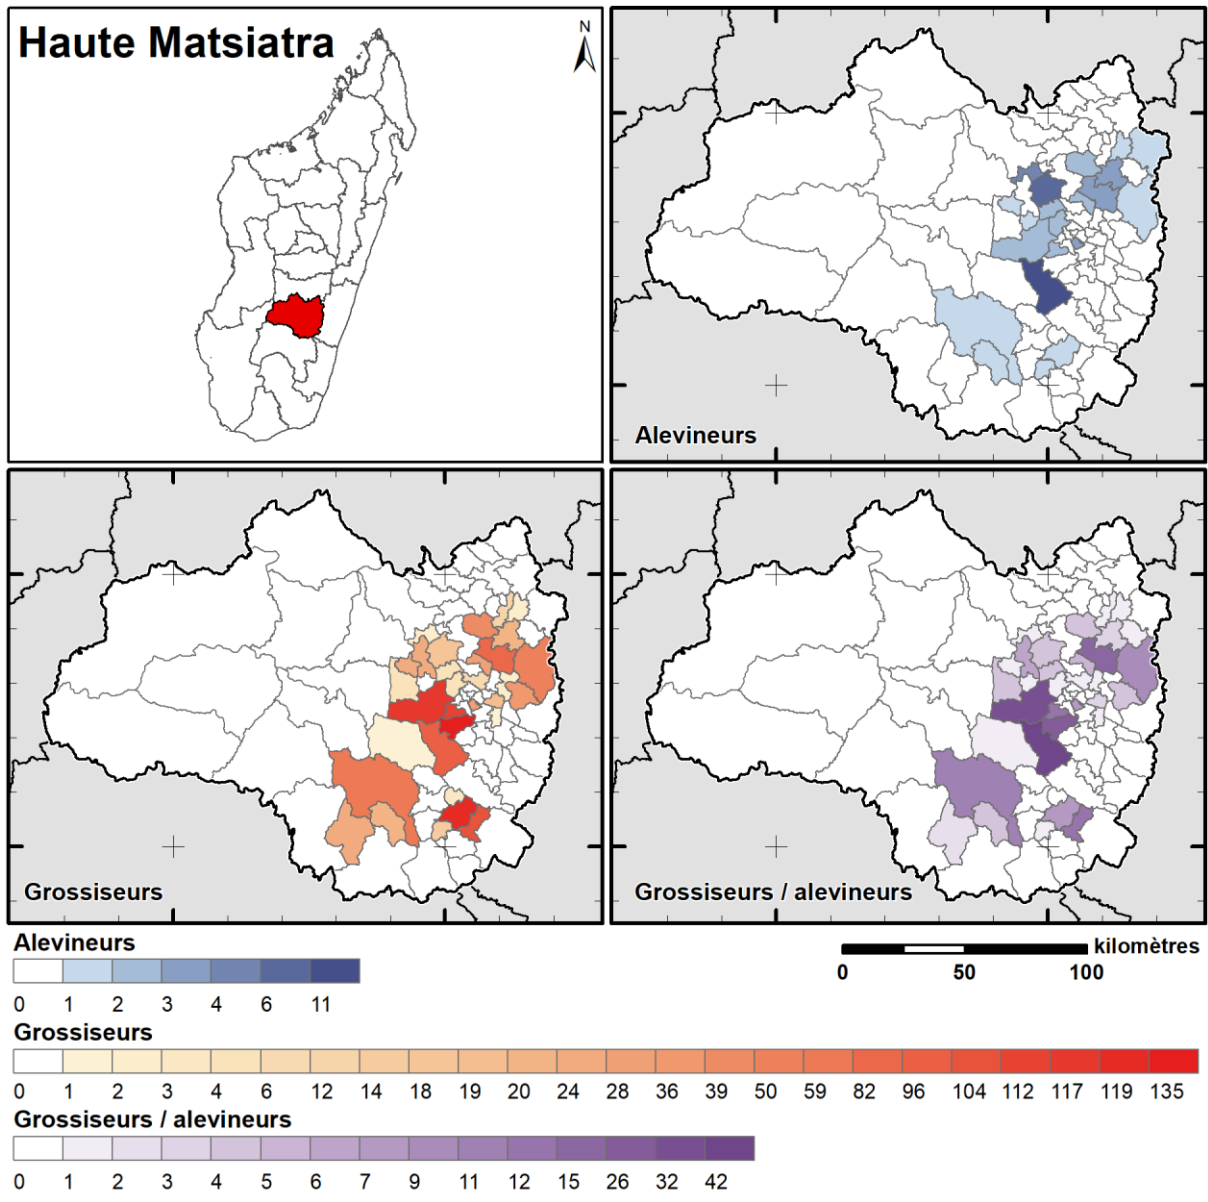 Haute Matsiatra
N
Alevineurs
Grossiseurs
Grossiseurs / alevineurs
Alevineurs
0 1 2 3 4 6 11
kilomètres
0 50 100
Grossiseurs
0 1 2 3 4 6 12 14 18 19 20 24 28 36 39 50 59 82 96 104 112 117 119 135
Grossiseurs / alevineurs
0 1 2 3 4 5 6 7 9 11 12 15 26 32 42